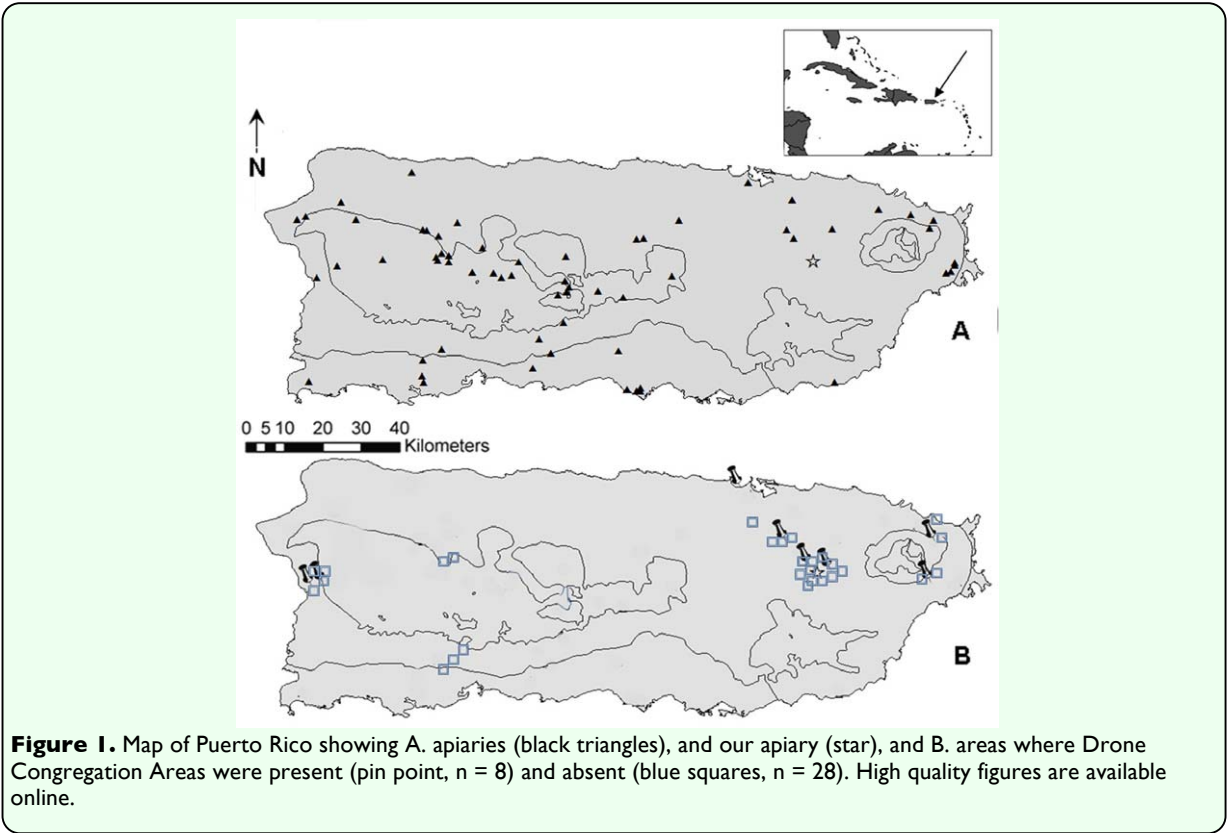 N
A
0 5 10 20 30 40
Kilometers
B
Figure 1. Map of Puerto Rico showing A. apiaries (black triangles), and our apiary (star), and B. areas where Drone
Congregation Areas were present (pin point, n = 8) and absent (blue squares, n = 28). High quality figures are available
online.